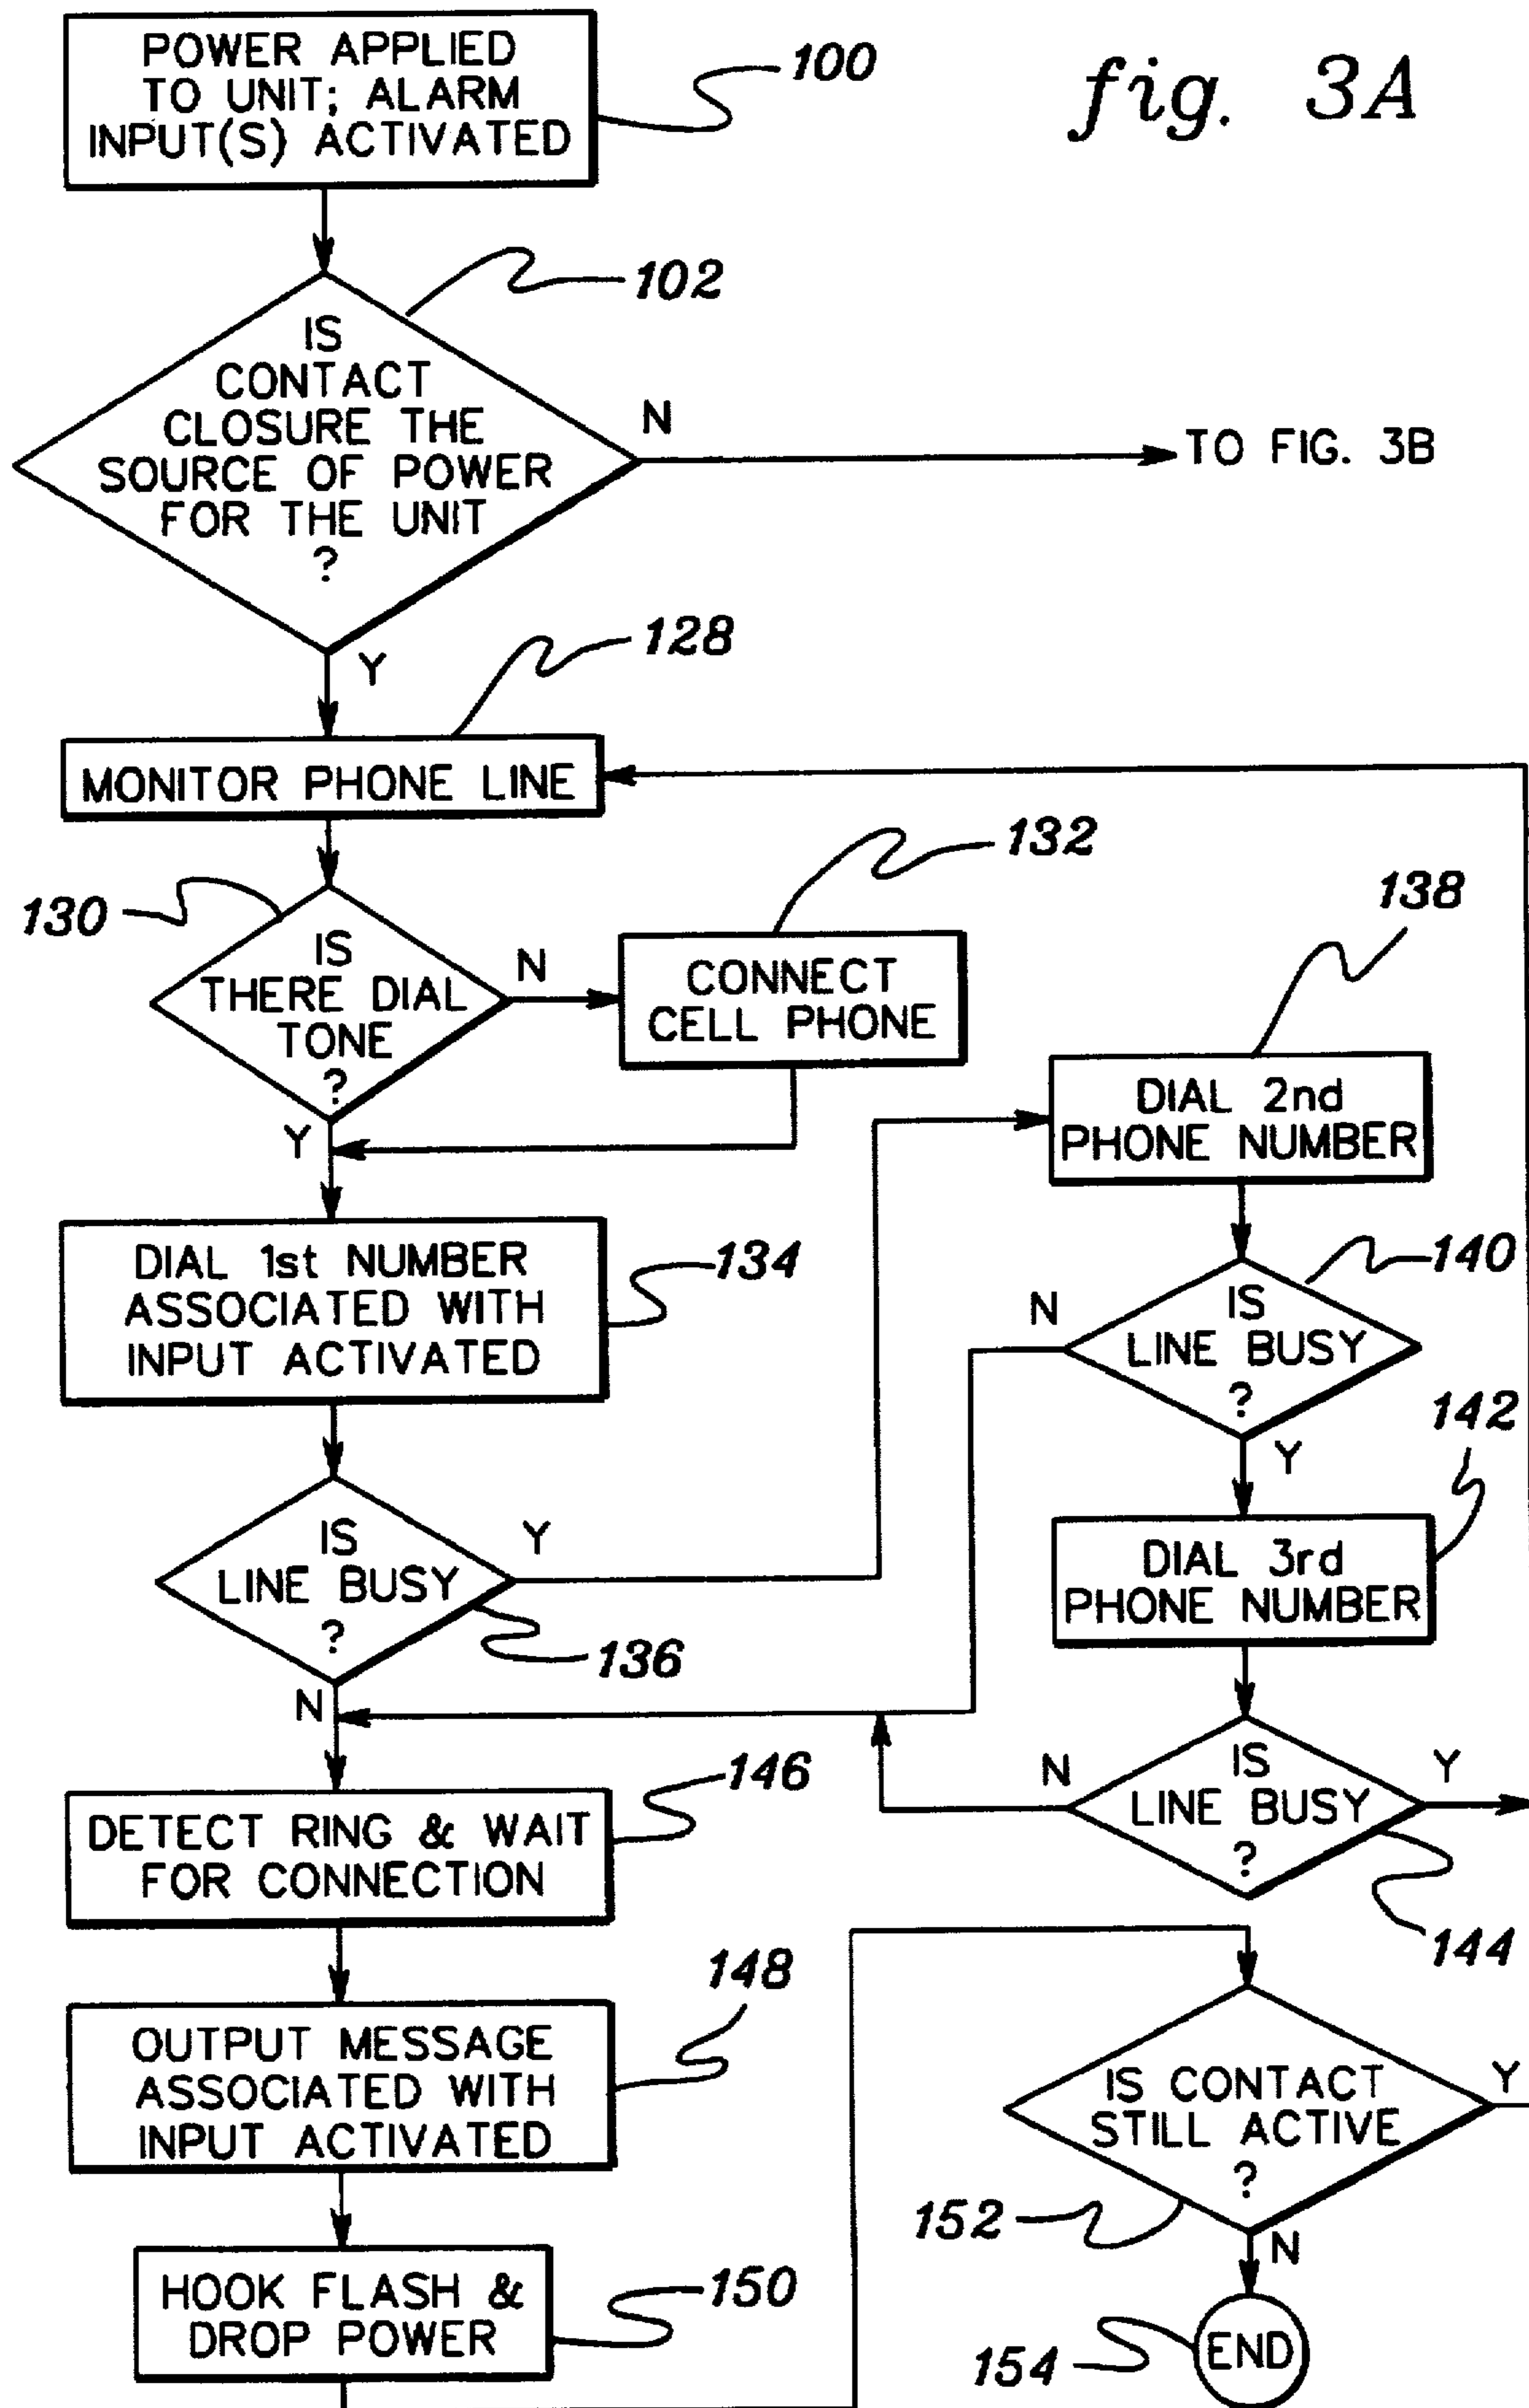 fig. 3A
POWER APPLIED
TO UNIT; ALARM
INPUT(S) ACTIVATED
100
102
IS
CONTACT
CLOSURE THE
SOURCE OF POWER
FOR THE UNIT
?
N
TO FIG. 3B
Y
128
MONITOR PHONE LINE
130
IS
THERE DIAL
TONE
?
N
132
CONNECT
CELL PHONE
Y
134
DIAL 1st NUMBER
ASSOCIATED WITH
INPUT ACTIVATED
136
IS
LINE BUSY
?
Y
N
138
DIAL 2nd
PHONE NUMBER
140
IS
LINE BUSY
?
N
Y
142
DIAL 3rd
PHONE NUMBER
144
IS
LINE BUSY
?
N
Y
146
DETECT RING & WAIT
FOR CONNECTION
148
OUTPUT MESSAGE
ASSOCIATED WITH
INPUT ACTIVATED
150
HOOK FLASH &
DROP POWER
152
IS CONTACT
STILL ACTIVE
?
Y
N
154
END